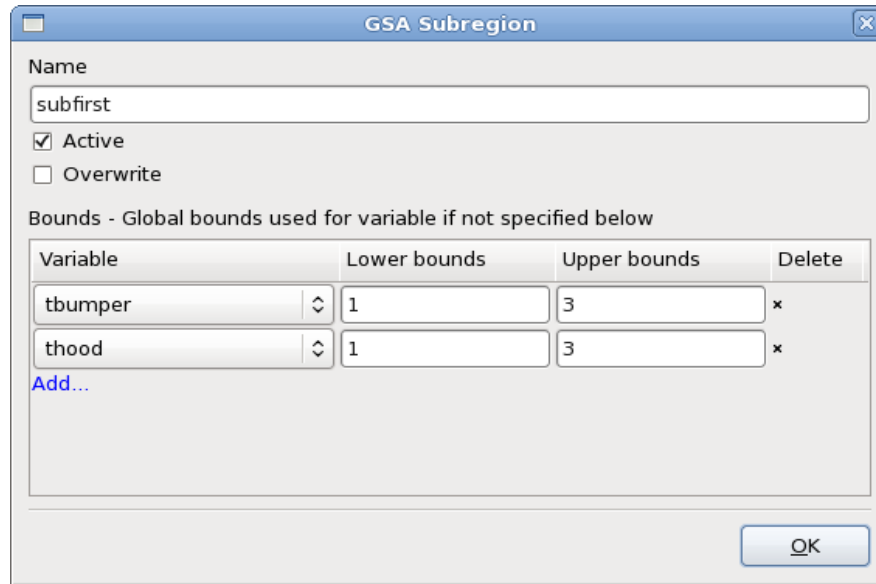 GSA Subregion
Name
subfirst
Active
Overwrite
Bounds - Global bounds used for variable if not specified below
Variable Lower bounds Upper bounds Delete
tbumper 1 3 ×
thood 1 3 ×
Add...
OK